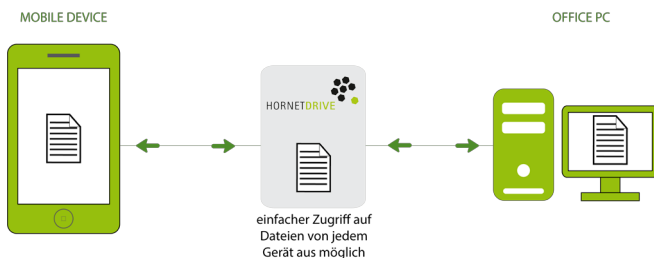 MOBILE DEVICE
OFFICE PC
HORNETDRIVE
einfacher Zugriff auf
Dateien von jedem
Gerät aus möglich